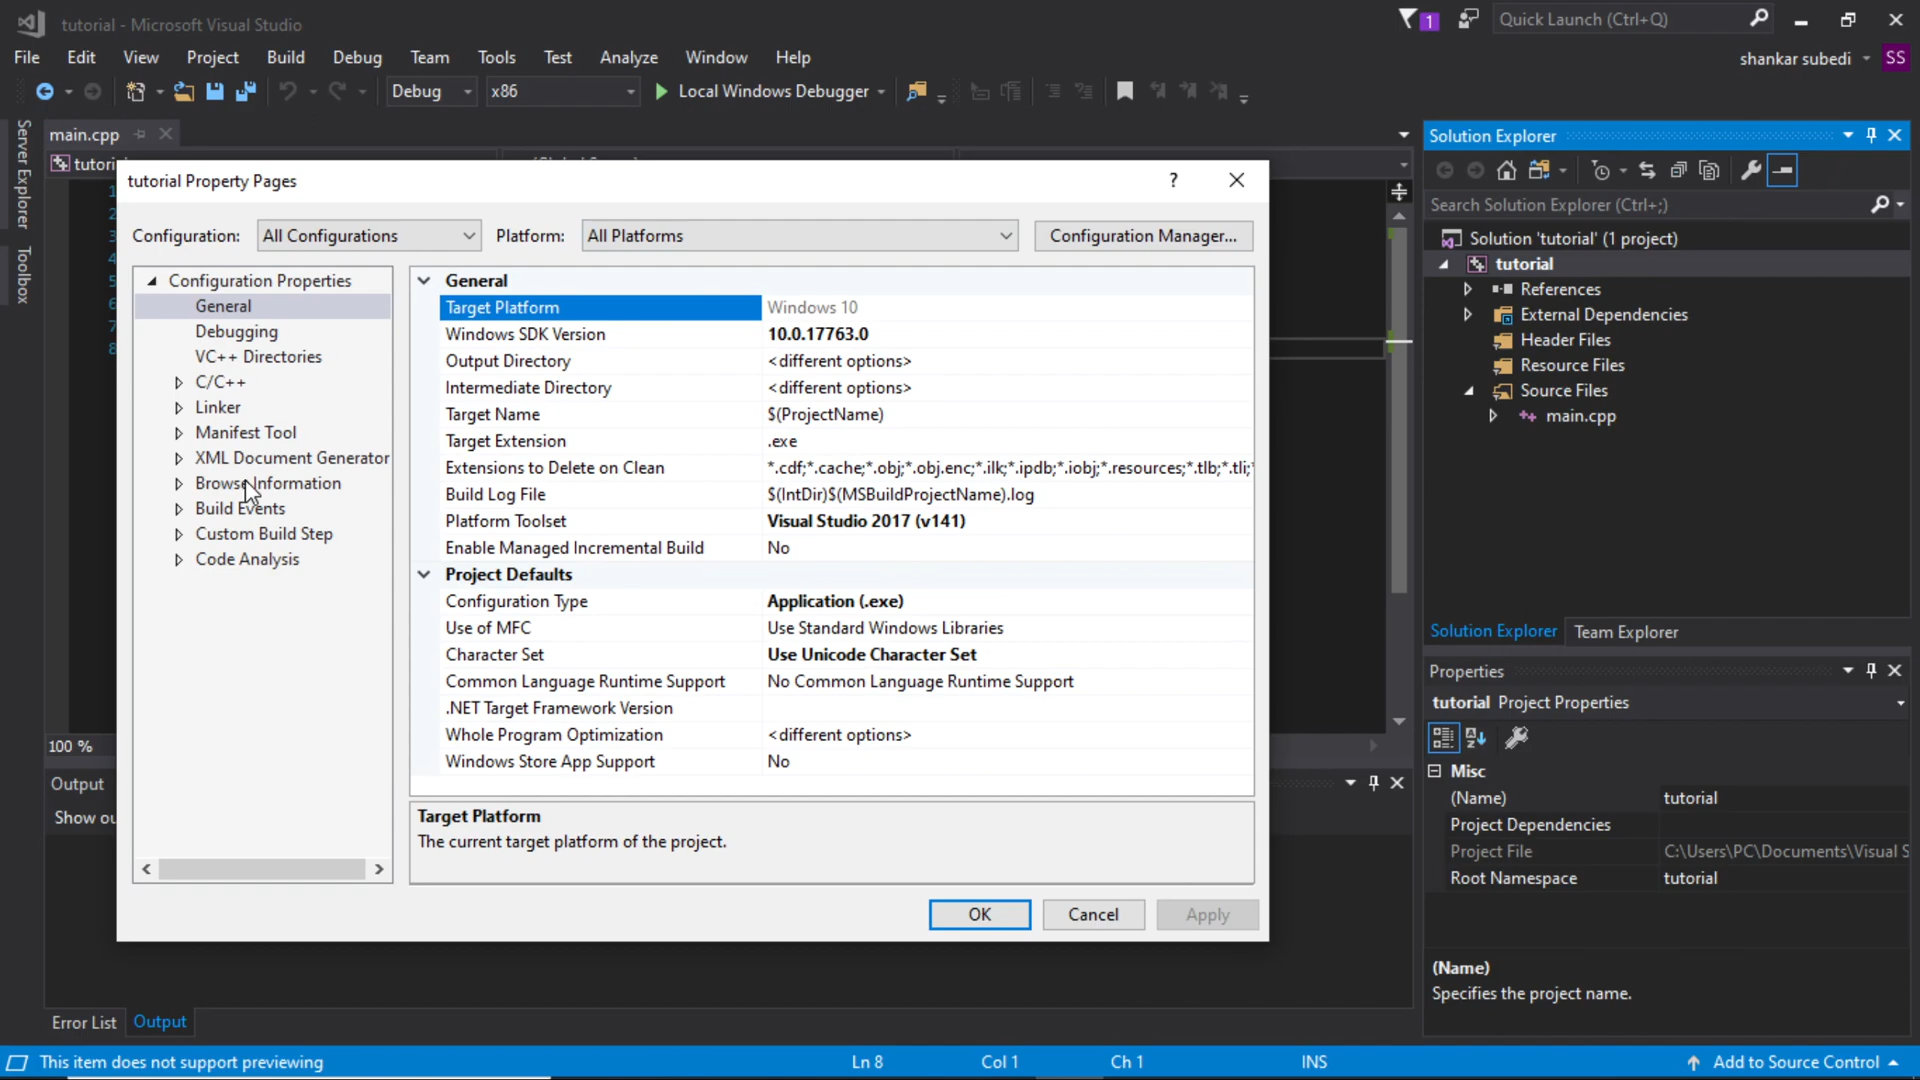 tutorial - Microsoft Visual Studio
1
Quick Launch (Ctrl+Q)
File Edit View Project Build Debug Team Tools Test Analyze Window Help
shankar subedi SS
Debug x86 Local Windows Debugger
Server Explorer
Toolbox
main.cpp
tutorial Property Pages
?
Configuration: All Configurations Platform: All Platforms Configuration Manager...
Configuration Properties
General
Debugging
VC++ Directories
C/C++
Linker
Manifest Tool
XML Document Generator
Browse Information
Build Events
Custom Build Step
Code Analysis
General
Target Platform Windows 10
Windows SDK Version 10.0.17763.0
Output Directory <different options>
Intermediate Directory <different options>
Target Name $(ProjectName)
Target Extension .exe
Extensions to Delete on Clean *.cdf;*.cache;*.obj;*.obj.enc;*.ilk;*.ipdb;*.iobj;*.resources;*.tlb;*.tli;*
Build Log File $(IntDir)$(MSBuildProjectName).log
Platform Toolset Visual Studio 2017 (v141)
Enable Managed Incremental Build No
Project Defaults
Configuration Type Application (.exe)
Use of MFC Use Standard Windows Libraries
Character Set Use Unicode Character Set
Common Language Runtime Support No Common Language Runtime Support
.NET Target Framework Version
Whole Program Optimization <different options>
Windows Store App Support No
Target Platform
The current target platform of the project.
OK Cancel Apply
100 %
Output
Show ou
Error List Output
Solution Explorer
Search Solution Explorer (Ctrl+;)
Solution 'tutorial' (1 project)
tutorial
References
External Dependencies
Header Files
Resource Files
Source Files
main.cpp
Solution Explorer Team Explorer
Properties
tutorial Project Properties
Misc
(Name) tutorial
Project Dependencies
Project File C:\Users\PC\Documents\Visual S
Root Namespace tutorial
(Name)
Specifies the project name.
This item does not support previewing Ln 8 Col 1 Ch 1 INS Add to Source Control